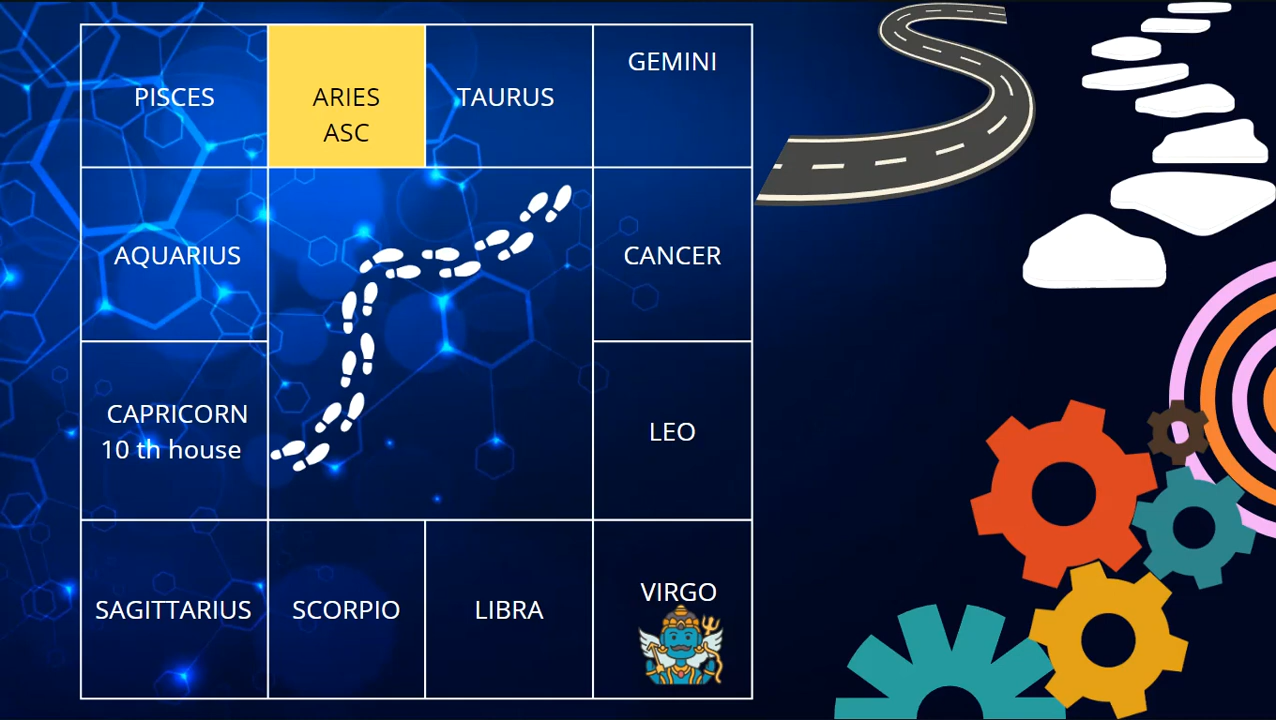 PISCES
ARIES
ASC
TAURUS
GEMINI
AQUARIUS
CANCER
CAPRICORN
10 th house
LEO
SAGITTARIUS
SCORPIO
LIBRA
VIRGO